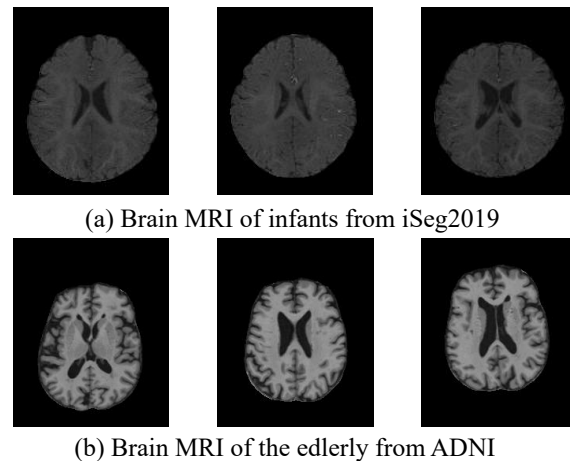 (a) Brain MRI of infants from iSeg2019
(b) Brain MRI of the edlerly from ADNI